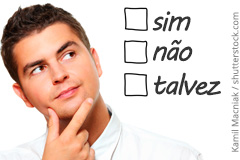 sim
não
talvez
Kamil Macniak / shutterstock.com